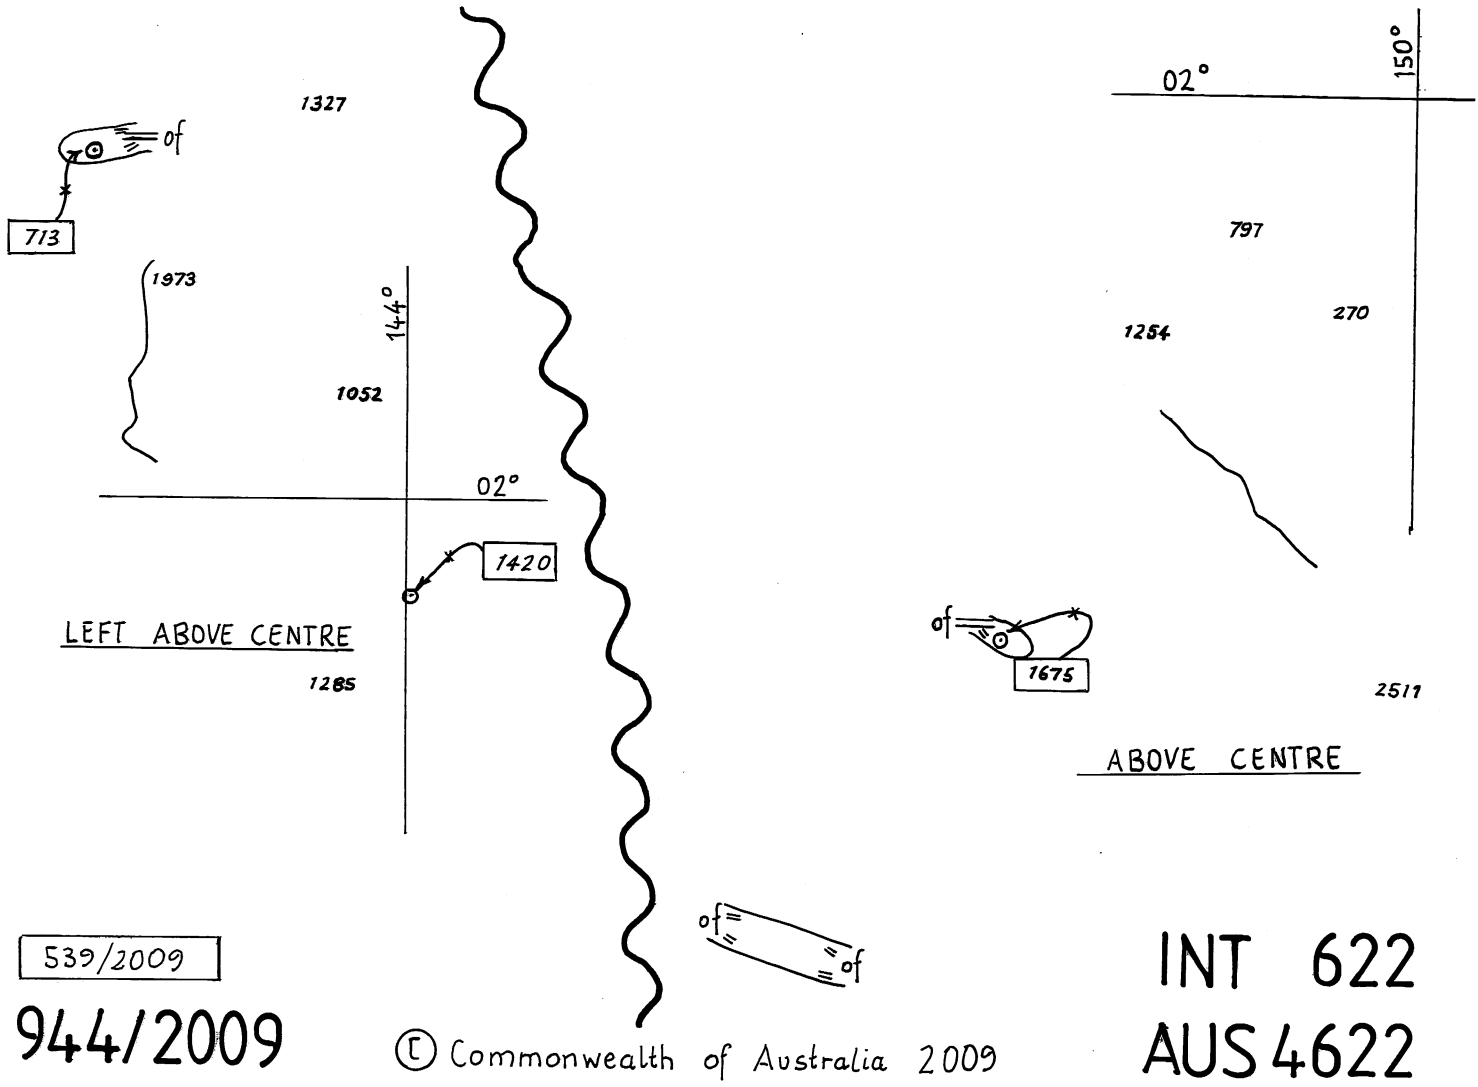 1327
of
713
1973
144°
1052
02°
1420
LEFT ABOVE CENTRE
1285
150°
02°
797
270
1254
of
1675
2511
ABOVE CENTRE
of
of
539/2009
944/2009
© Commonwealth of Australia 2009
INT 622
AUS 4622